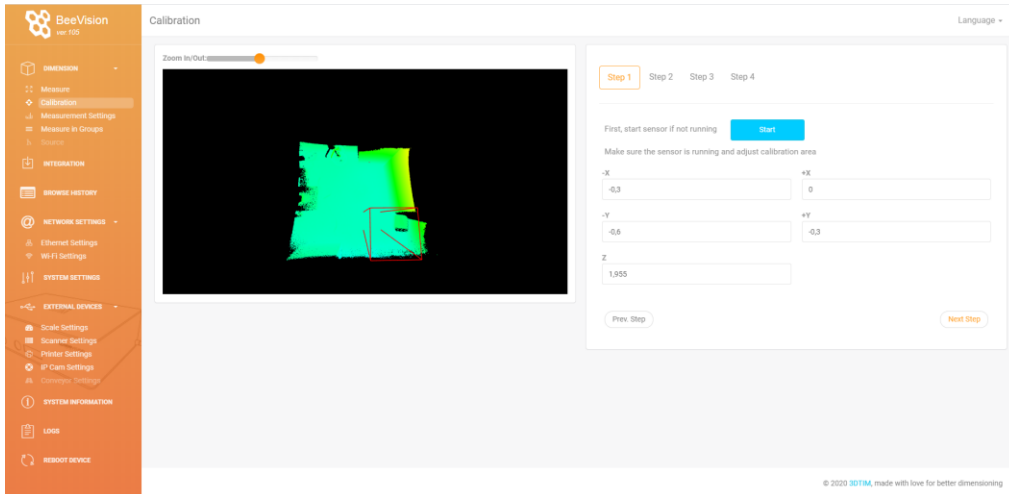 BeeVision
ver.105
Calibration
Language
DIMENSION
Measure
Calibration
Measurement Settings
Measure in Groups
Source
INTEGRATION
BROWSE HISTORY
NETWORK SETTINGS
Ethernet Settings
Wi-Fi Settings
SYSTEM SETTINGS
EXTERNAL DEVICES
Scale Settings
Scanner Settings
Printer Settings
IP Cam Settings
Conveyor Settings
SYSTEM INFORMATION
LOGS
REBOOT DEVICE
Zoom In/Out:
Step 1 Step 2 Step 3 Step 4
First, start sensor if not running Start
Make sure the sensor is running and adjust calibration area
-X +X
-0,3 0
-Y +Y
-0,6 -0,3
Z
1,955
Prev. Step Next Step
© 2020 3DTIM, made with love for better dimensioning